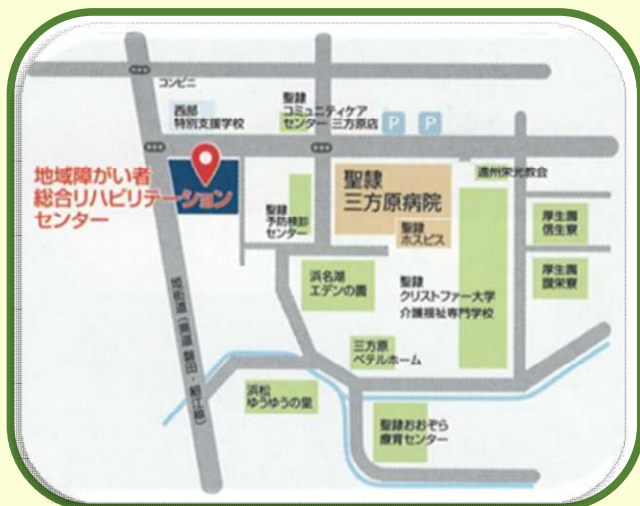 コンビニ
西部
特別支援学校
聖隷
コミュニティケア
センター 三方原店
P P
地域障がい者
総合リハビリテーション
センター
聖隷
予防検診
センター
聖隷
三方原病院
聖隷
ホスピス
遠州栄光教会
厚生園
信生寮
厚生園
讃栄寮
浜名湖
エデンの園
聖隷
クリストファー大学
介護福祉専門学校
三方原
ベテルホーム
浜松
ゆうゆうの里
聖隷おおぞら
療育センター
姫街道（県道 磐田・細江線）